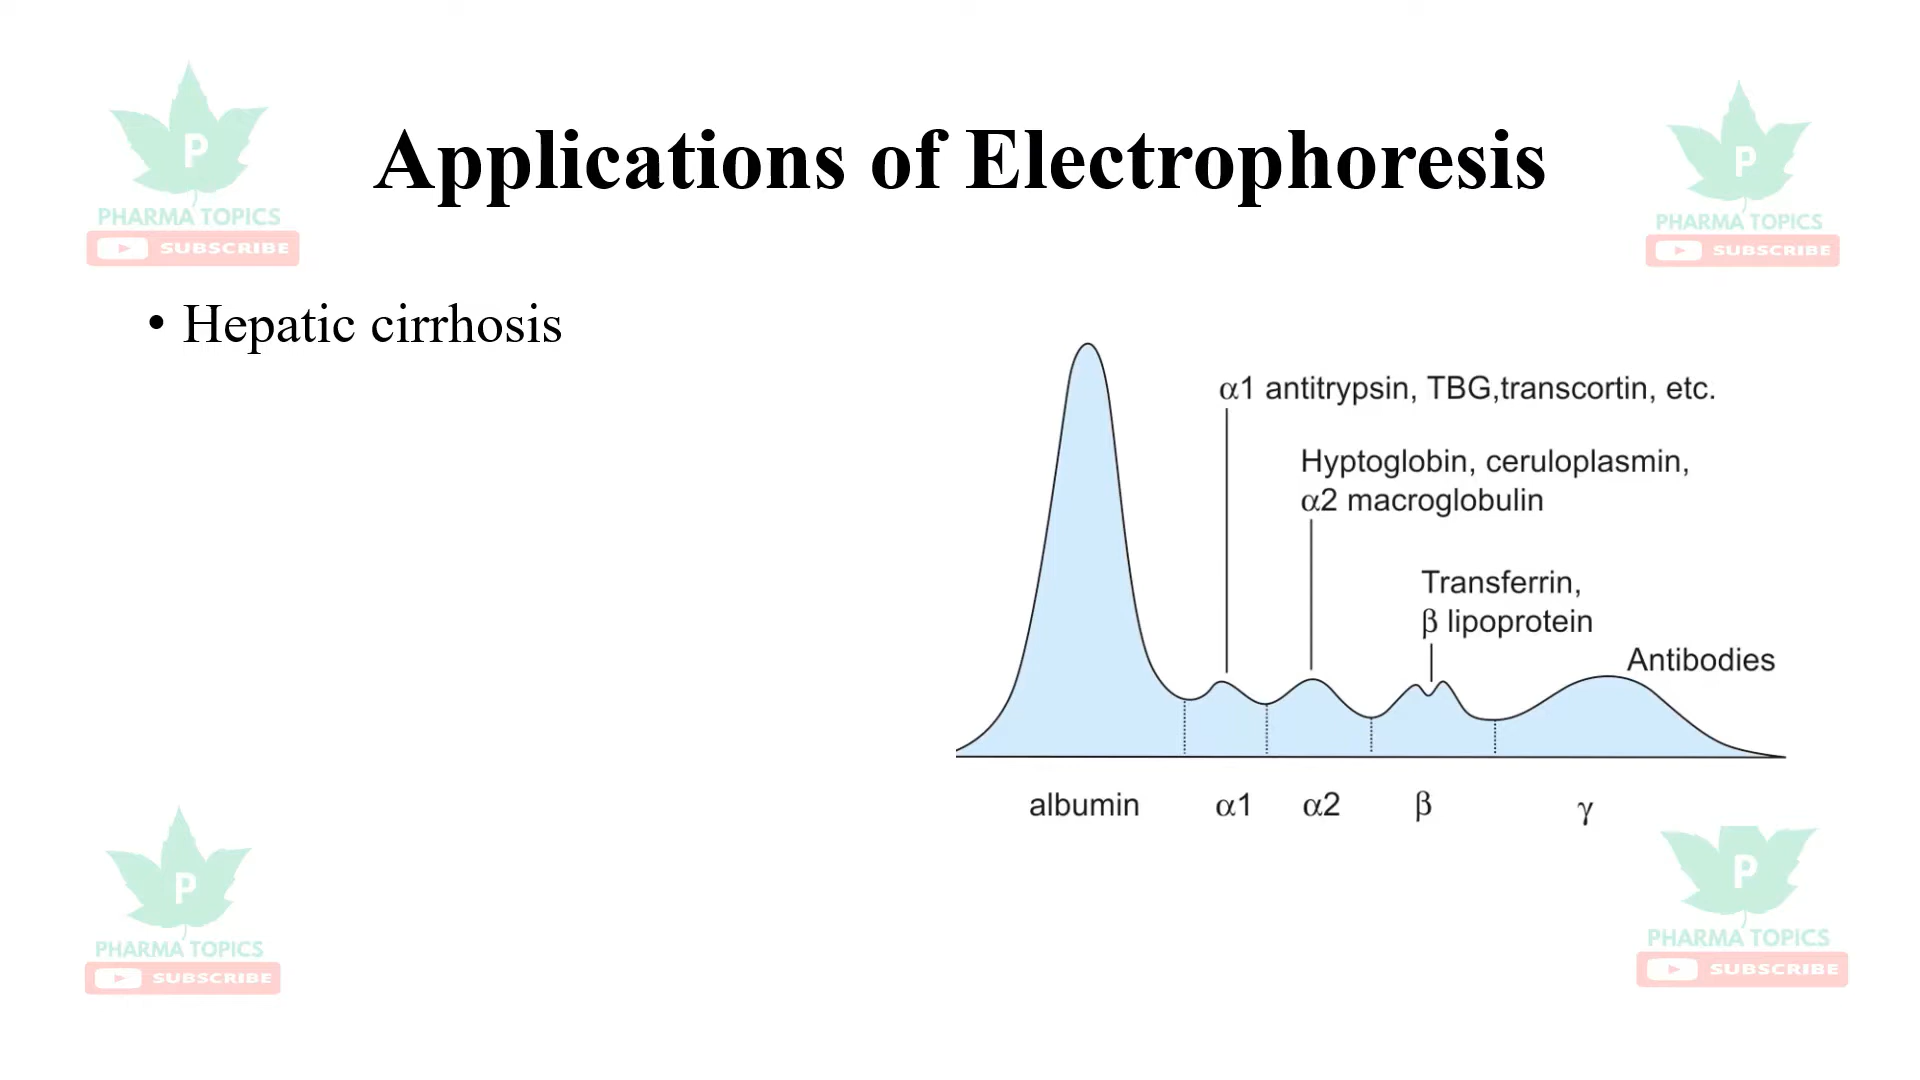 P
PHARMA TOPICS
SUBSCRIBE
Applications of Electrophoresis
P
PHARMA TOPICS
SUBSCRIBE
• Hepatic cirrhosis
α1 antitrypsin, TBG,transcortin, etc.
Hyptoglobin, ceruloplasmin,
α2 macroglobulin
Transferrin,
β lipoprotein
Antibodies
albumin α1 α2 β γ
P
PHARMA TOPICS
SUBSCRIBE
P
PHARMA TOPICS
SUBSCRIBE